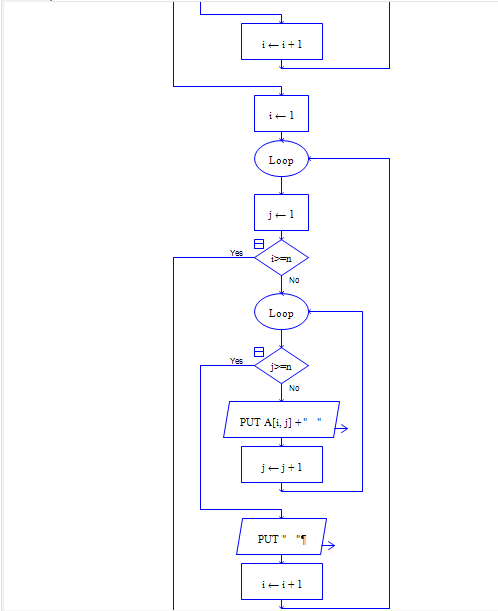 i ← i + 1
i ← 1
Loop
j ← 1
Yes
i>=n
No
Loop
Yes
j>=n
No
PUT A[i, j] +"   "
j ← j + 1
PUT "   "¶
i ← i + 1